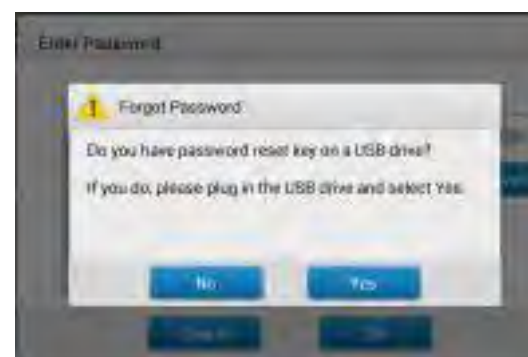 Enter Password
Forgot Password
Do you have password reset key on a USB drive?
If you do, please plug in the USB drive and select Yes.
No
Yes